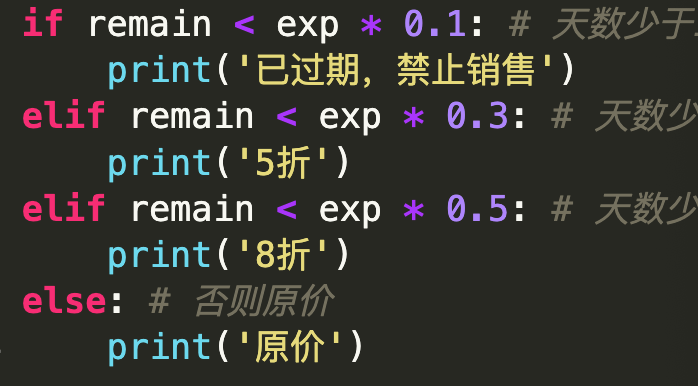 if remain < exp * 0.1: # 天数少于
    print('已过期，禁止销售')
elif remain < exp * 0.3: # 天数少
    print('5折')
elif remain < exp * 0.5: # 天数少
    print('8折')
else: # 否则原价
    print('原价')